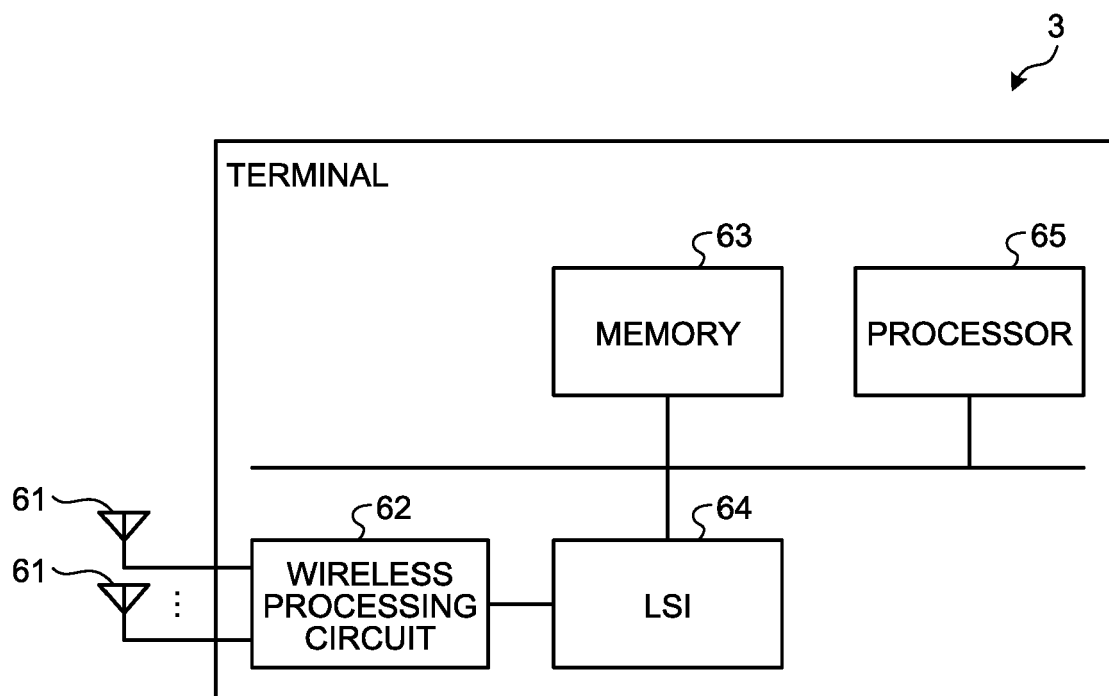 3
TERMINAL
63
65
MEMORY
PROCESSOR
61
62
64
61
⋮
WIRELESS
PROCESSING
CIRCUIT
LSI